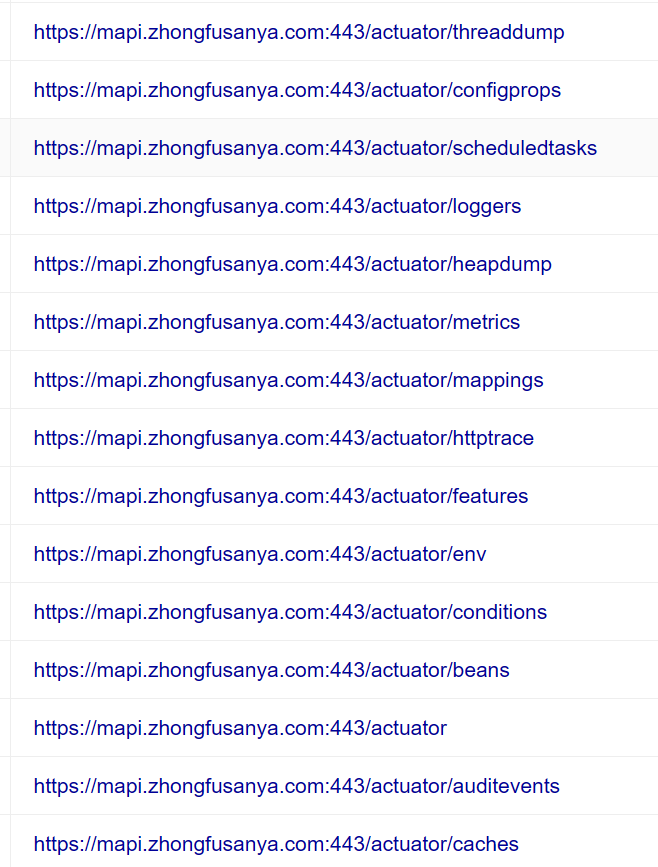 https://mapi.zhongfusanya.com:443/actuator/threaddump
https://mapi.zhongfusanya.com:443/actuator/configprops
https://mapi.zhongfusanya.com:443/actuator/scheduledtasks
https://mapi.zhongfusanya.com:443/actuator/loggers
https://mapi.zhongfusanya.com:443/actuator/heapdump
https://mapi.zhongfusanya.com:443/actuator/metrics
https://mapi.zhongfusanya.com:443/actuator/mappings
https://mapi.zhongfusanya.com:443/actuator/httptrace
https://mapi.zhongfusanya.com:443/actuator/features
https://mapi.zhongfusanya.com:443/actuator/env
https://mapi.zhongfusanya.com:443/actuator/conditions
https://mapi.zhongfusanya.com:443/actuator/beans
https://mapi.zhongfusanya.com:443/actuator
https://mapi.zhongfusanya.com:443/actuator/auditevents
https://mapi.zhongfusanya.com:443/actuator/caches